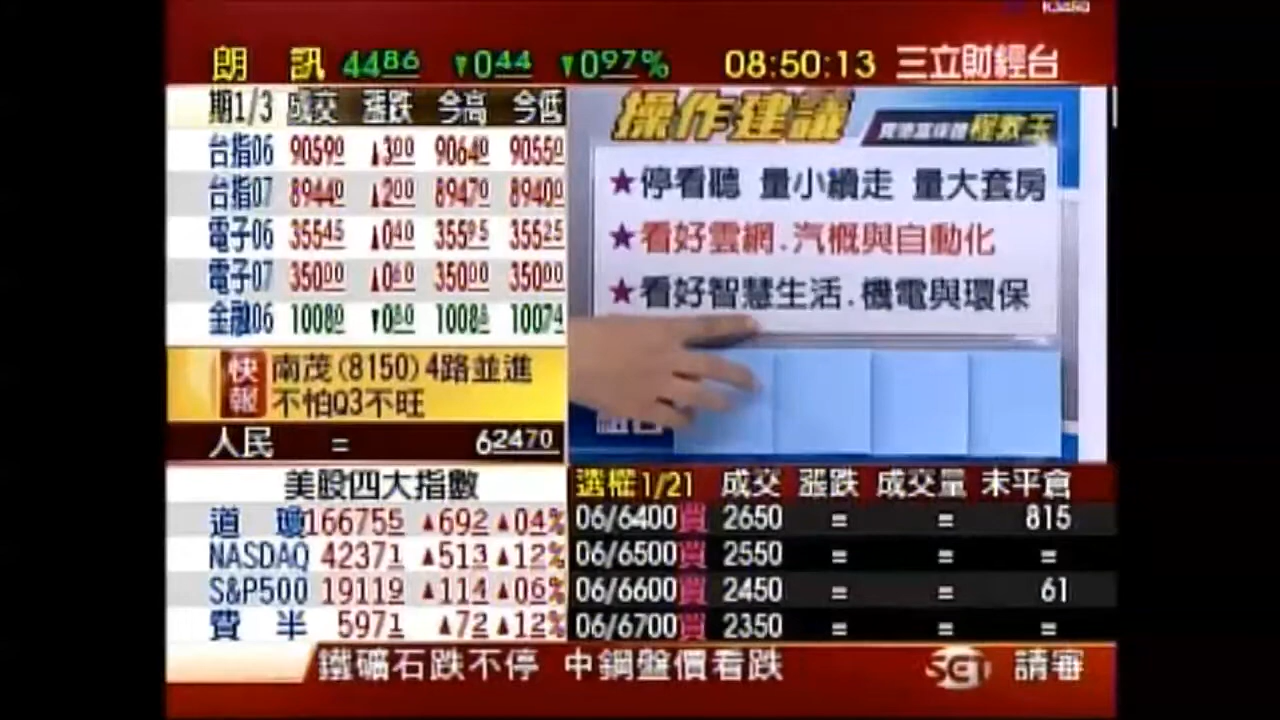 朗 訊 4486 ▼044 ▼097% 08:50:13 三立財經台
期1/3 成交 漲跌 今高 今低
台指06 90590 ▲300 90640 90550
台指07 89440 ▲200 89470 89400
電子06 35545 ▲040 35595 35525
電子07 35000 ▲060 35000 35000
金融06 ▼
快報 南茂(8150)4路並進
不怕Q3不旺
人民 = 62470
操作建議
★停看聽 量小續走 量大套房
★看好雲網.汽概與自動化
★看好智慧生活.機電與環保
美股四大指數
道 瓊 166755 ▲692 ▲04%
NASDAQ 42371 ▲513 ▲12%
S&P500 19119 ▲114 ▲06%
費 半 5971 ▲72 ▲12%
選權1/21 成交 漲跌 成交量 未平倉
06/6400買 2650 = = 815
06/6500買 2550 = = =
06/6600買 2450 = = 61
06/6700買 2350 = = =
鐵礦石跌不停 中鋼盤價看跌 SET 請審